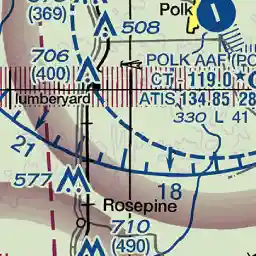 (369)
508
Polk
706
(400)
POLK AAF (PO
CT - 119.0
lumberyard
ATIS 134.85 28
330 L 41
21
577
18
Rosepine
710
(490)